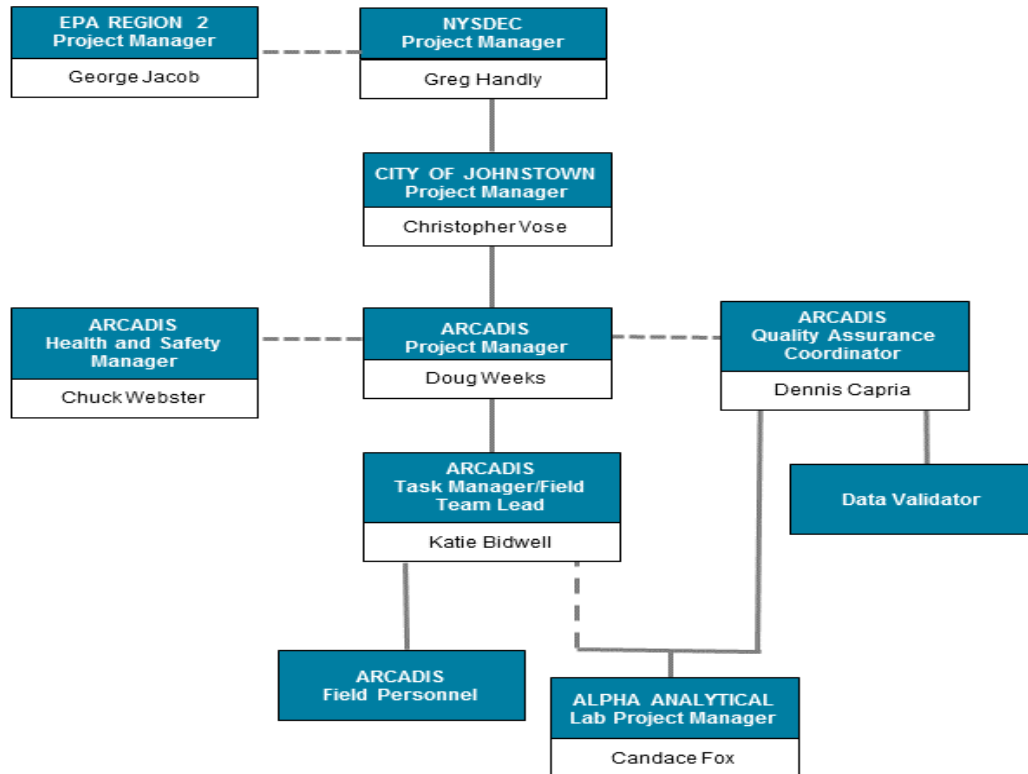 EPA REGION 2
Project Manager
George Jacob
NYSDEC
Project Manager
Greg Handly
CITY OF JOHNSTOWN
Project Manager
Christopher Vose
ARCADIS
Health and Safety
Manager
Chuck Webster
ARCADIS
Project Manager
Doug Weeks
ARCADIS
Quality Assurance
Coordinator
Dennis Capria
ARCADIS
Task Manager/Field
Team Lead
Katie Bidwell
Data Validator
ARCADIS
Field Personnel
ALPHA ANALYTICAL
Lab Project Manager
Candace Fox